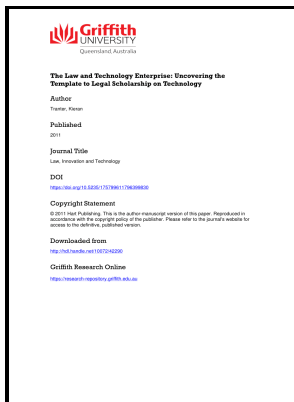 Griffith
UNIVERSITY
Queensland, Australia
The Law and Technology Enterprise: Uncovering the
Template to Legal Scholarship on Technology
Author
Tranter, Kieran
Published
2011
Journal Title
Law, Innovation and Technology
DOI
https://doi.org/10.5235/175799611796399830
Copyright Statement
© 2011 Hart Publishing. This is the author-manuscript version of this paper. Reproduced in
accordance with the copyright policy of the publisher. Please refer to the journal's website for
access to the definitive, published version.
Downloaded from
http://hdl.handle.net/10072/42290
Griffith Research Online
https://research-repository.griffith.edu.au